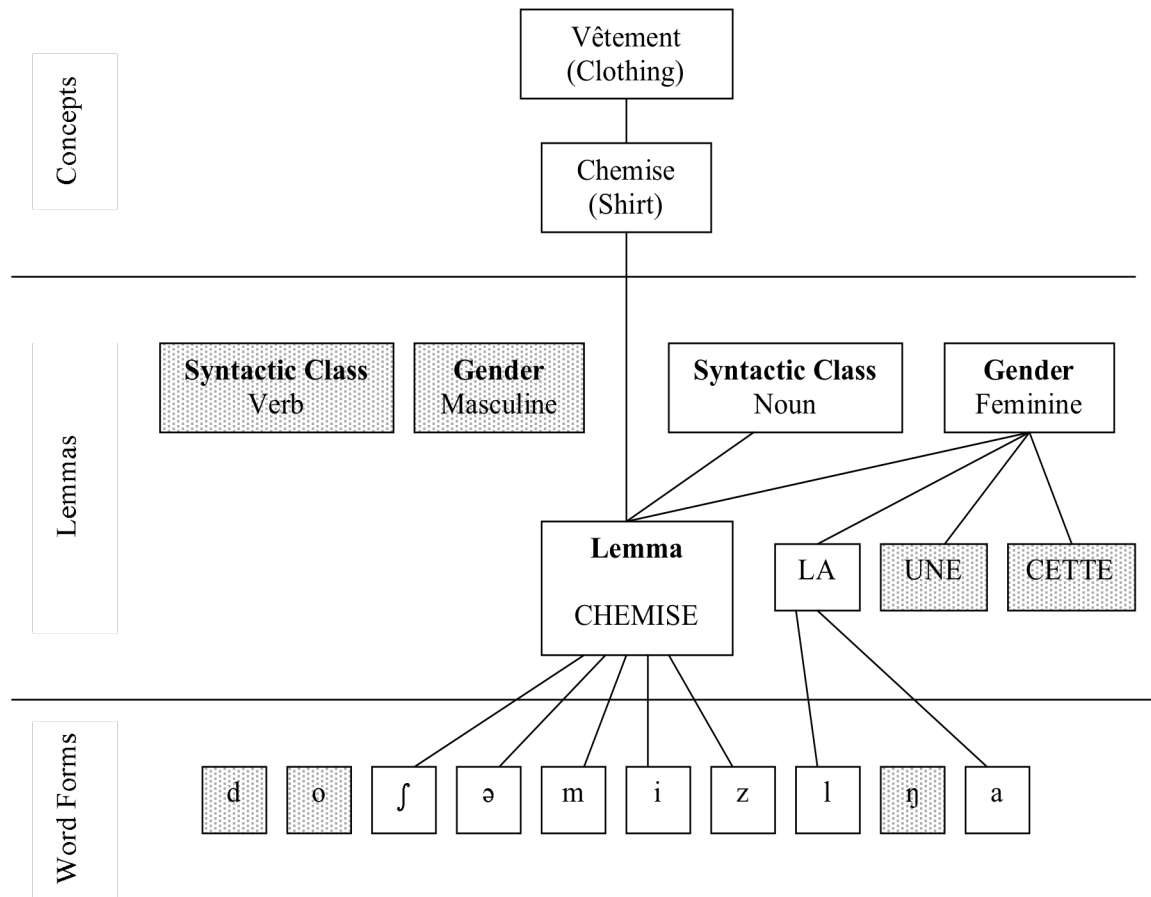 Concepts
Vêtement
(Clothing)
Chemise
(Shirt)
Lemmas
Syntactic Class
Verb
Gender
Masculine
Syntactic Class
Noun
Gender
Feminine
Lemma
CHEMISE
LA
UNE
CETTE
Word Forms
d
o
ʃ
ə
m
i
z
l
ŋ
a